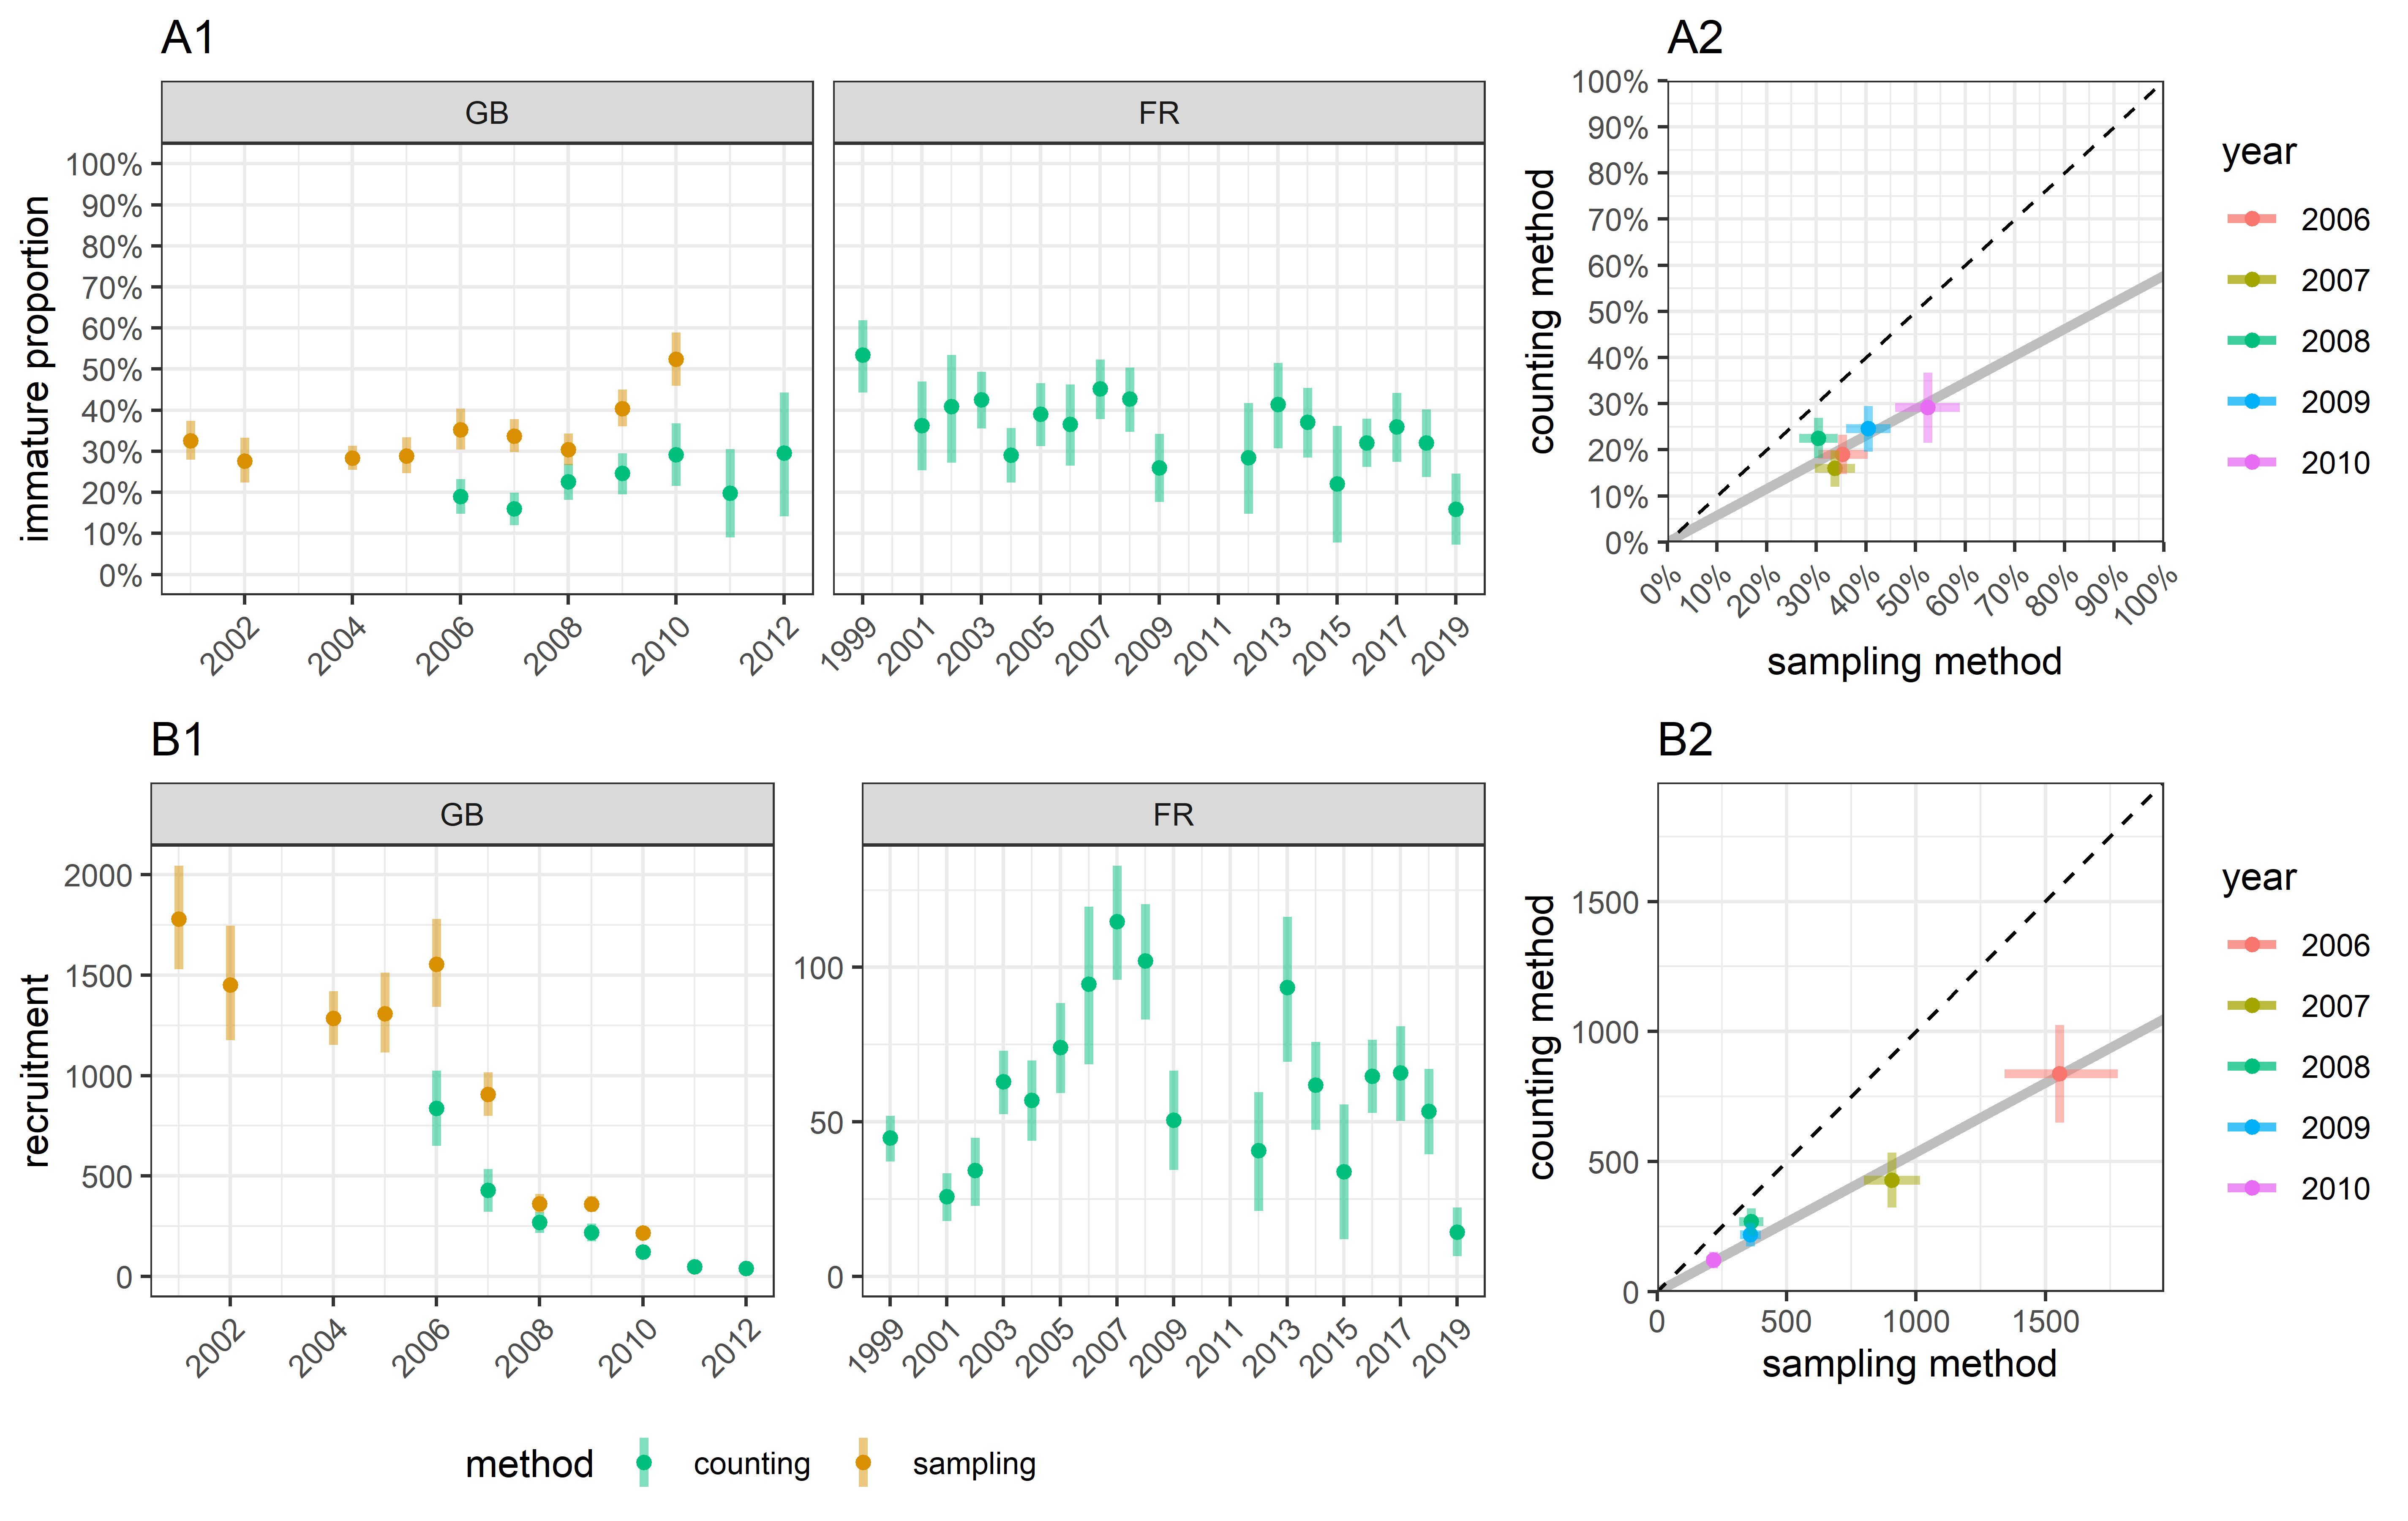 A1
GB
FR
immature proportion
100%
90%
80%
70%
60%
50%
40%
30%
20%
10%
0%
2002 2004 2006 2008 2010 2012
1999 2001 2003 2005 2007 2009 2011 2013 2015 2017 2019
A2
counting method
100%
90%
80%
70%
60%
50%
40%
30%
20%
10%
0%
0% 10% 20% 30% 40% 50% 60% 70% 80% 90% 100%
sampling method
year
2006
2007
2008
2009
2010
B1
GB
FR
recruitment
2000
1500
1000
500
0
2002 2004 2006 2008 2010 2012
100
50
0
1999 2001 2003 2005 2007 2009 2011 2013 2015 2017 2019
B2
counting method
1500
1000
500
0
0 500 1000 1500
sampling method
year
2006
2007
2008
2009
2010
method counting sampling